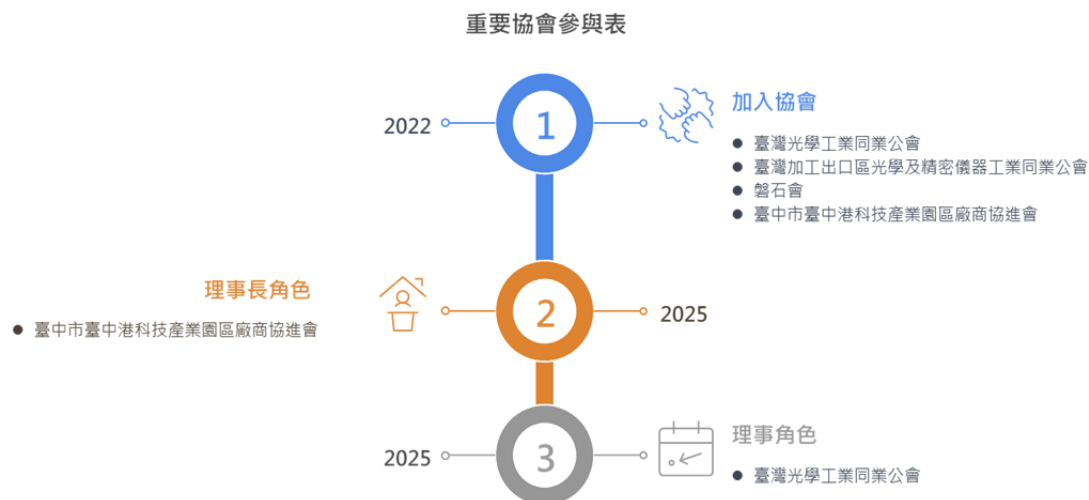 重要協會參與表
2022
1
加入協會
● 臺灣光學工業同業公會
● 臺灣加工出口區光學及精密儀器工業同業公會
● 磐石會
● 臺中市臺中港科技產業園區廠商協進會
理事長角色
● 臺中市臺中港科技產業園區廠商協進會
2
2025
2025
3
理事角色
● 臺灣光學工業同業公會